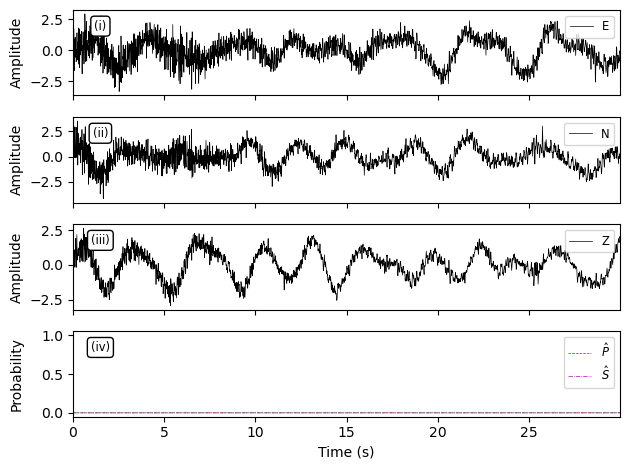 Amplitude
2.5
0.0
−2.5
(i)
E
Amplitude
2.5
0.0
−2.5
(ii)
N
Amplitude
2.5
0.0
−2.5
(iii)
Z
Probability
1.0
0.5
0.0
(iv)
P̂
Ŝ
0 5 10 15 20 25
Time (s)